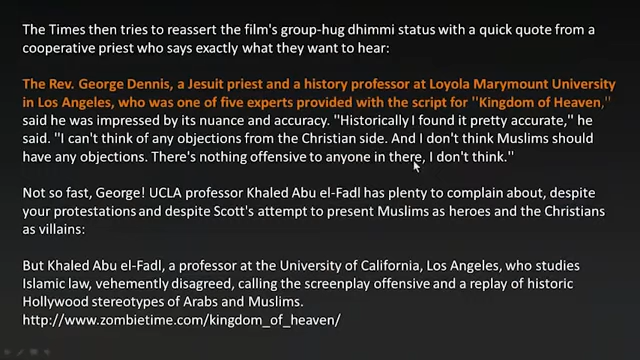 The Times then tries to reassert the film's group-hug dhimmi status with a quick quote from a
cooperative priest who says exactly what they want to hear:
The Rev. George Dennis, a Jesuit priest and a history professor at Loyola Marymount University
in Los Angeles, who was one of five experts provided with the script for "Kingdom of Heaven,"
said he was impressed by its nuance and accuracy. "Historically I found it pretty accurate," he
said. "I can't think of any objections from the Christian side. And I don't think Muslims should
have any objections. There's nothing offensive to anyone in there, I don't think."
Not so fast, George! UCLA professor Khaled Abu el-Fadl has plenty to complain about, despite
your protestations and despite Scott's attempt to present Muslims as heroes and the Christians
as villains:
But Khaled Abu el-Fadl, a professor at the University of California, Los Angeles, who studies
Islamic law, vehemently disagreed, calling the screenplay offensive and a replay of historic
Hollywood stereotypes of Arabs and Muslims.
http://www.zombietime.com/kingdom_of_heaven/